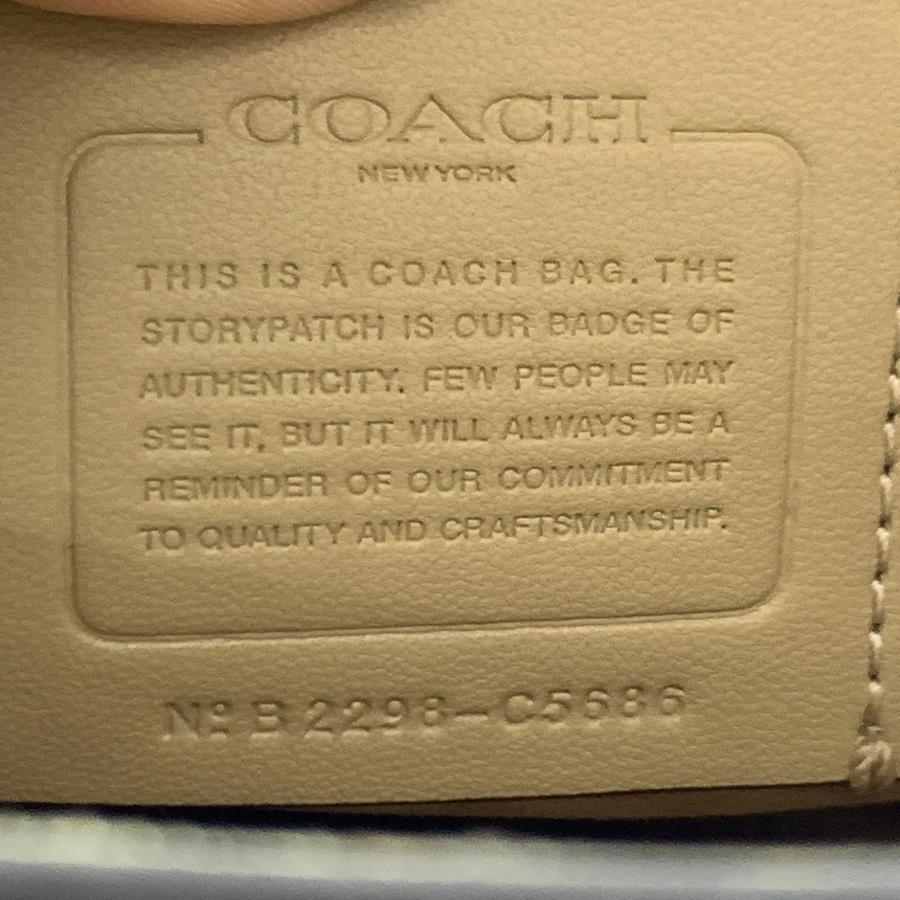 COACH
NEW YORK
THIS IS A COACH BAG. THE
STORYPATCH IS OUR BADGE OF
AUTHENTICITY. FEW PEOPLE MAY
SEE IT, BUT IT WILL ALWAYS BE A
REMINDER OF OUR COMMITMENT
TO QUALITY AND CRAFTSMANSHIP.
Nº B2298-C5686